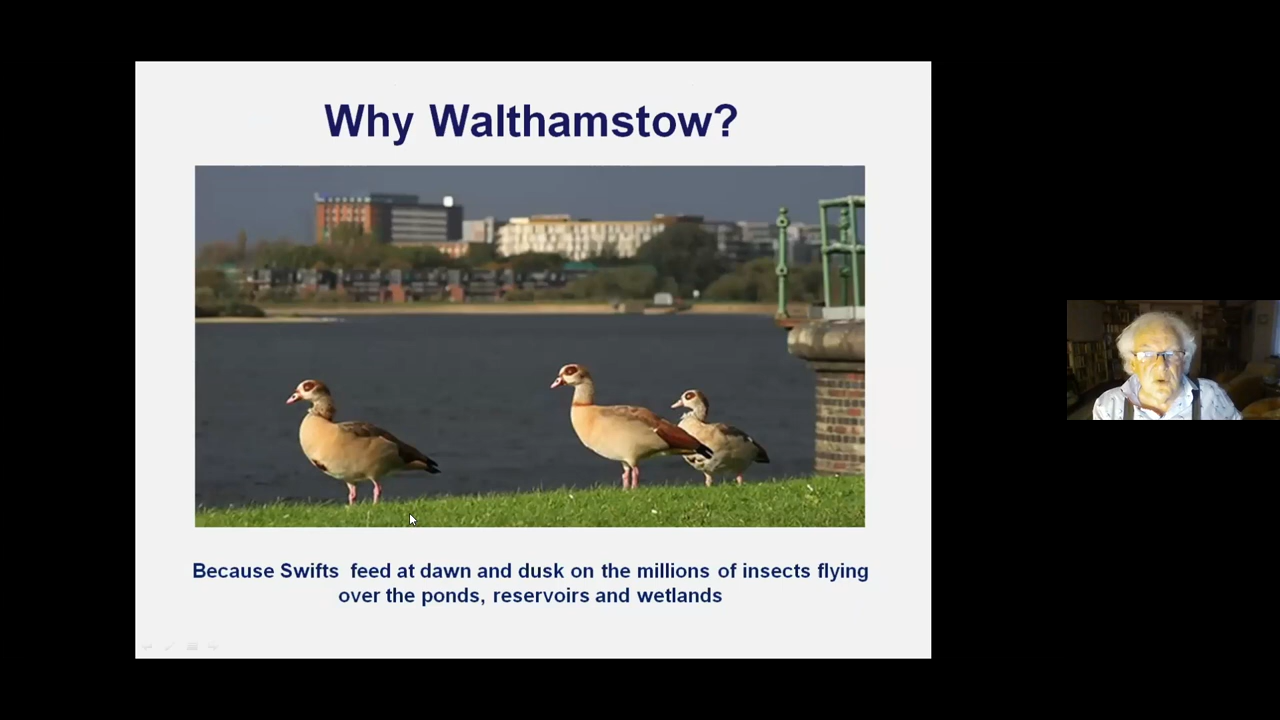 Why Walthamstow?
Because Swifts feed at dawn and dusk on the millions of insects flying
over the ponds, reservoirs and wetlands